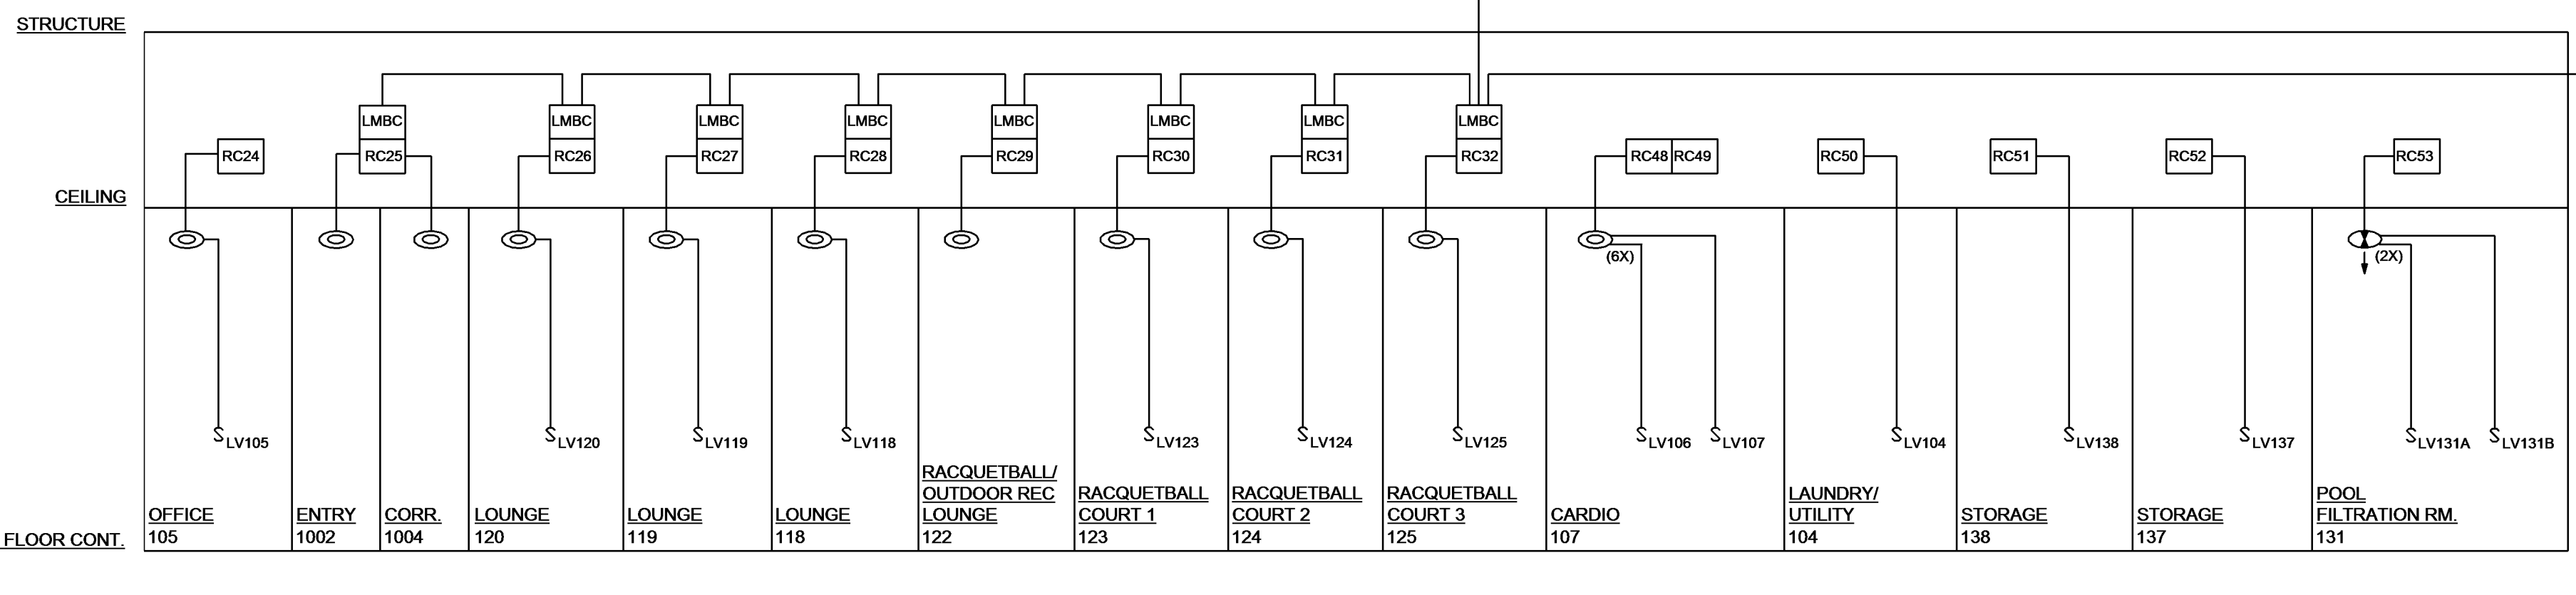 STRUCTURE
LMBC LMBC LMBC LMBC LMBC LMBC LMBC LMBC
RC24 RC25 RC26 RC27 RC28 RC29 RC30 RC31 RC32 RC48 RC49 RC50 RC51 RC52 RC53
CEILING
(6X) (2X)
LV105 LV120 LV119 LV118 LV123 LV124 LV125 LV106 LV107 LV104 LV138 LV137 LV131A LV131B
OFFICE
105
ENTRY
1002
CORR.
1004
LOUNGE
120
LOUNGE
119
LOUNGE
118
RACQUETBALL/
OUTDOOR REC
LOUNGE
122
RACQUETBALL
COURT 1
123
RACQUETBALL
COURT 2
124
RACQUETBALL
COURT 3
125
CARDIO
107
LAUNDRY/
UTILITY
104
STORAGE
138
STORAGE
137
POOL
FILTRATION RM.
131
FLOOR CONT.